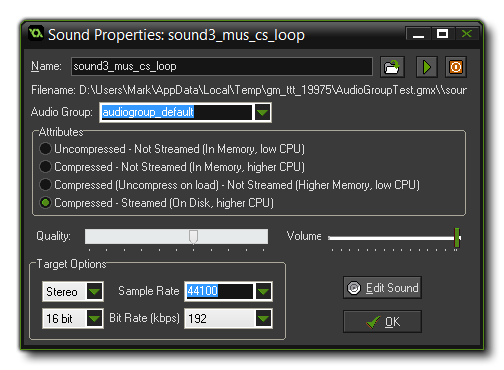 Sound Properties: sound3_mus_cs_loop
Name: sound3_mus_cs_loop
Filename: D:\Users\Mark\AppData\Local\Temp\gm_ttt_19975\AudioGroupTest.gmx\\sour
Audio Group: audiogroup_default
Attributes
Uncompressed - Not Streamed (In Memory, low CPU)
Compressed - Not Streamed (In Memory, higher CPU)
Compressed (Uncompress on load) - Not Streamed (Higher Memory, low CPU)
Compressed - Streamed (On Disk, higher CPU)
Quality: Volume
Target Options
Stereo Sample Rate 44100
Edit Sound
16 bit Bit Rate (kbps) 192
OK